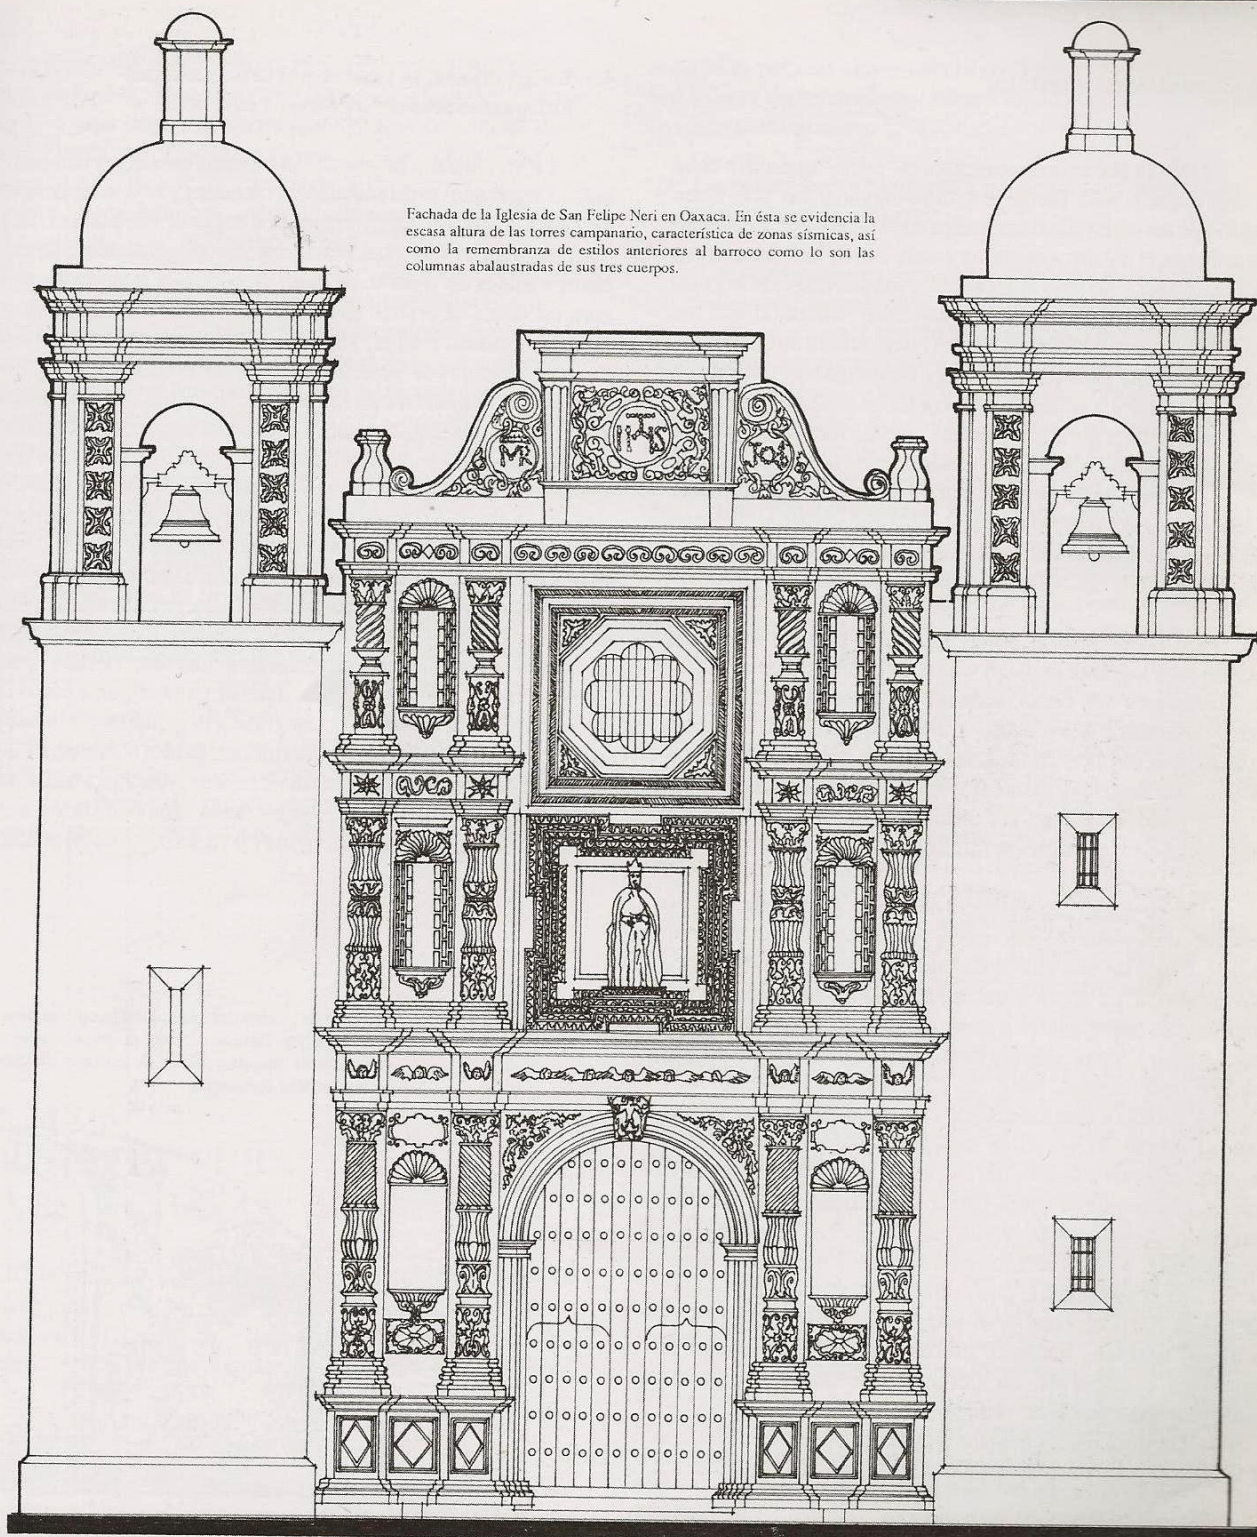 Fachada de la Iglesia de San Felipe Neri en Oaxaca. En ésta se evidencia la
escasa altura de las torres campanario, característica de zonas sísmicas, así
como la remembranza de estilos anteriores al barroco como lo son las
columnas abalaustradas de sus tres cuerpos.
IHS